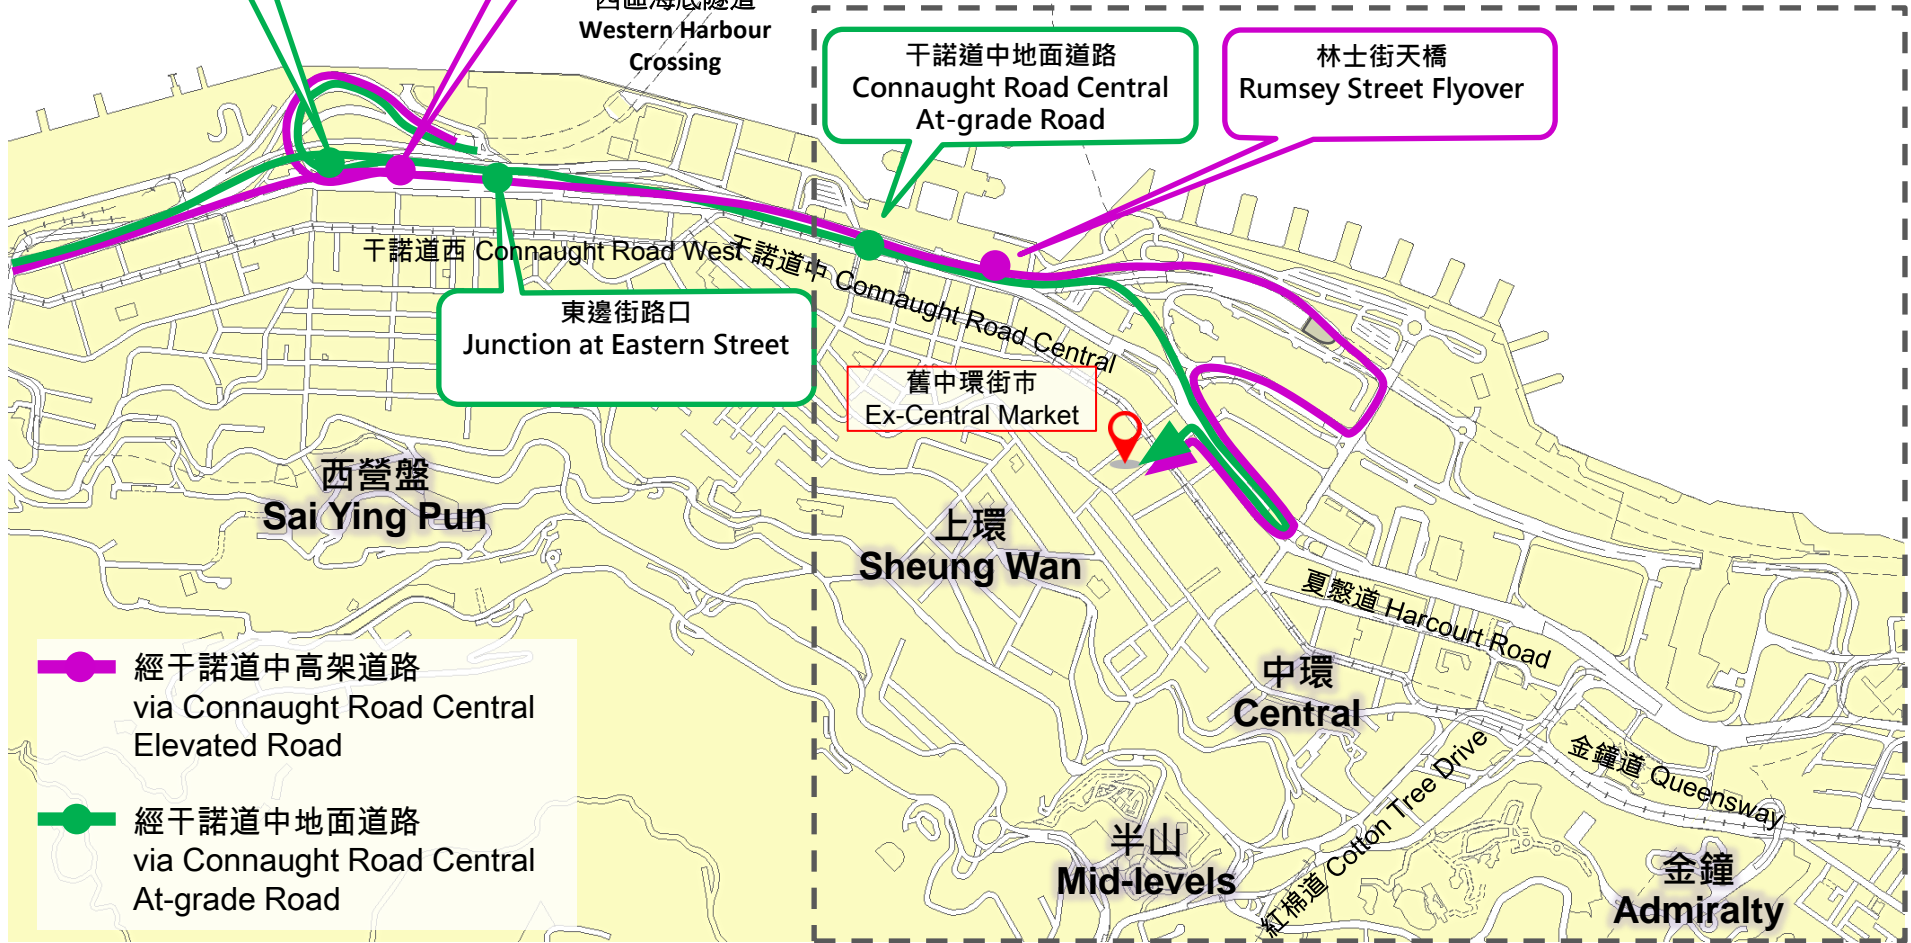 西區海底隧道
Western Harbour
Crossing
干諾道中地面道路
Connaught Road Central
At-grade Road
林士街天橋
Rumsey Street Flyover
干諾道西 Connaught Road West
干諾道中 Connaught Road Central
東邊街路口
Junction at Eastern Street
舊中環街市
Ex-Central Market
西營盤
Sai Ying Pun
上環
Sheung Wan
夏慤道 Harcourt Road
中環
Central
金鐘道 Queensway
紅棉道 Cotton Tree Drive
半山
Mid-levels
金鐘
Admiralty
經干諾道中高架道路
via Connaught Road Central
Elevated Road
經干諾道中地面道路
via Connaught Road Central
At-grade Road